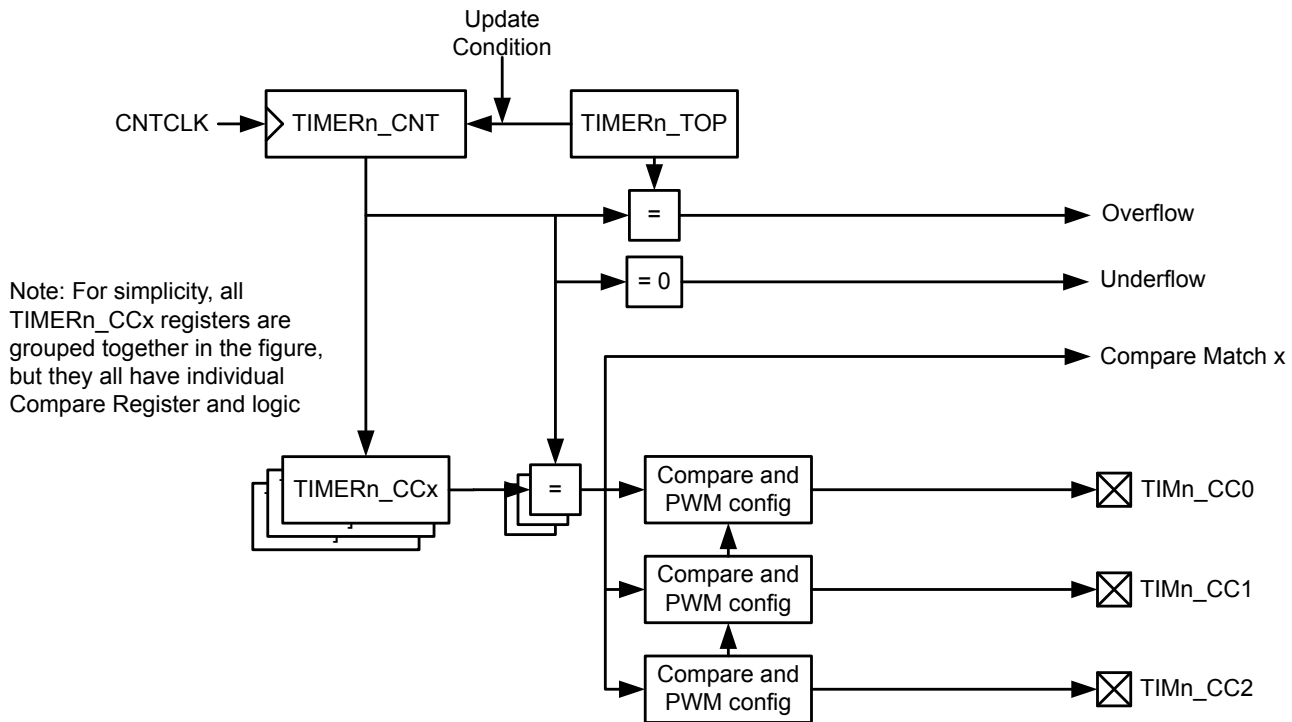 Update
Condition
CNTCLK
TIMERn_CNT
TIMERn_TOP
=
Overflow
= 0
Underflow
Note: For simplicity, all
TIMERn_CCx registers are
grouped together in the figure,
but they all have individual
Compare Register and logic
Compare Match x
TIMERn_CCx
=
Compare and
PWM config
TIMn_CC0
Compare and
PWM config
TIMn_CC1
Compare and
PWM config
TIMn_CC2